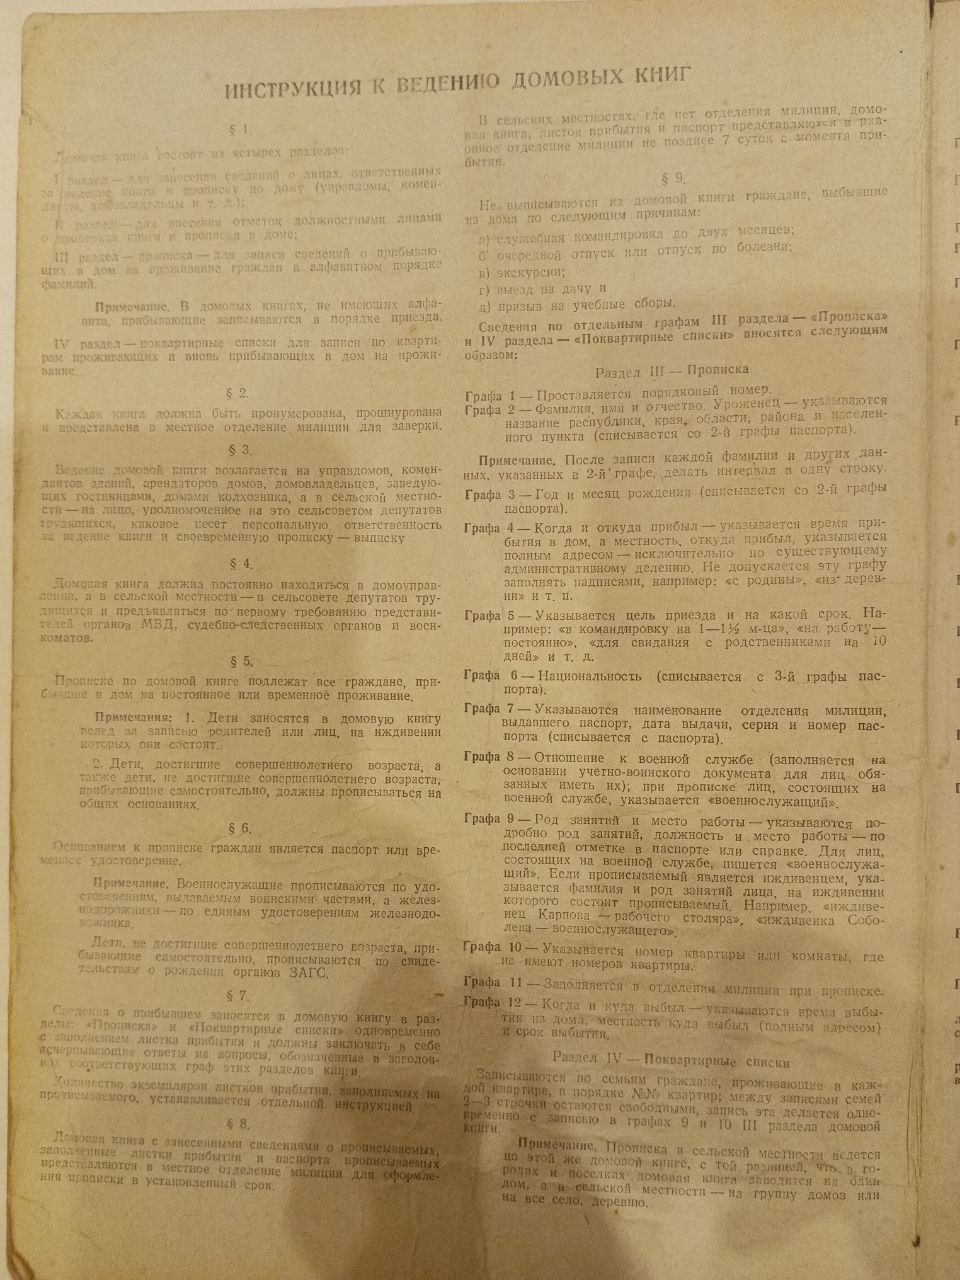 ИНСТРУКЦИЯ К ВЕДЕНИЮ ДОМОВЫХ КНИГ
§ 1.
Домовая книга состоит из четырех разделов:
I раздел — для занесения сведений о лицах, ответственных
за ведение книги и прописку по дому (управдомы, комен-
данты, домовладельцы и т. д.);
II раздел — для внесения отметок должностными лицами
о проверках книги и прописки в доме;
III раздел — прописка — для записи сведений о прибываю-
щих в дом на проживание граждан в алфавитном порядке
фамилий.
Примечание. В домовых книгах, не имеющих алфа-
вита, прибывающие записываются в порядке приезда.
IV раздел — поквартирные списки для записи по кварти-
рам проживающих и вновь прибывающих в дом на прожи-
вание.
§ 2.
Каждая книга должна быть пронумерована, прошнурована
и представлена в местное отделение милиции для заверки.
§ 3.
Ведение домовой книги возлагается на управдомов, комен-
дантов зданий, арендаторов домов, домовладельцев, заведую-
щих гостиницами, домами колхозника, а в сельской местно-
сти — на лицо, уполномоченное на это сельсоветом депутатов
трудящихся, каковое несет персональную ответственность
за ведение книги и своевременную прописку — выписку
§ 4.
Домовая книга должна постоянно находиться в домоуправ-
лении, а в сельской местности — в сельсовете депутатов тру-
дящихся и предъявляться по первому требованию представи-
телей органов МВД, судебно-следственных органов и воен-
коматов.
§ 5.
Прописке по домовой книге подлежат все граждане, при-
бывшие в дом на постоянное или временное проживание.
Примечания: 1. Дети заносятся в домовую книгу
вслед за записью родителей или лиц, на иждивении
которых они состоят.
2. Дети, достигшие совершеннолетнего возраста, а
также дети, не достигшие совершеннолетнего возраста,
прибывающие самостоятельно, должны прописываться на
общих основаниях.
§ 6.
Основанием к прописке граждан является паспорт или вре-
менное удостоверение.
Примечание. Военнослужащие прописываются по удо-
стоверениям, выдаваемым воинскими частями, а желез-
нодорожники — по единым удостоверениям железнодо-
рожника.
Дети, не достигшие совершеннолетнего возраста, при-
бывающие самостоятельно, прописываются по свиде-
тельствам о рождении органов ЗАГС.
§ 7.
Сведения о прибывшем заносятся в домовую книгу в раз-
делы: «Прописка» и «Поквартирные списки» одновременно
с заполнением листка прибытия и должны заключать в себе
исчерпывающие ответы на вопросы, обозначенные в заголов-
ках соответствующих граф этих разделов книги.
Количество экземпляров листков прибытия, заполняемых на
прописываемого, устанавливается отдельной инструкцией.
§ 8.
Домовая книга с занесенными сведениями о прописываемых,
заполненные листки прибытия и паспорта прописываемых
представляются в местное отделение милиции для оформле-
ния прописки в установленный срок.
В сельских местностях, где нет отделения милиции, домо-
вая книга, листок прибытия и паспорт представляются в рай-
онное отделение милиции не позднее 7 суток с момента при-
бытия.
§ 9.
Не выписываются из домовой книги граждане, выбывшие
из дома по следующим причинам:
а) служебная командировка до двух месяцев;
б) очередной отпуск или отпуск по болезни;
в) экскурсии;
г) выезд на дачу и
д) призыв на учебные сборы.
Сведения по отдельным графам III раздела — «Прописка»
и IV раздела — «Поквартирные списки» вносятся следующим
образом:
Раздел III — Прописка
Графа 1 — Проставляется порядковый номер.
Графа 2 — Фамилия, имя и отчество. Уроженец — указываются
название республики, края, области, района и населен-
ного пункта (списывается со 2-й графы паспорта).
Примечание. После записи каждой фамилии и других дан-
ных, указанных в 2-й графе, делать интервал в одну строку.
Графа 3 — Год и месяц рождения (списывается со 2-й графы
паспорта).
Графа 4 — Когда и откуда прибыл — указывается время при-
бытия в дом, а местность, откуда прибыл, указывается
полным адресом — исключительно по существующему
административному делению. Не допускается эту графу
заполнять надписями, например: «с родины», «из дерев-
ни» и т. п.
Графа 5 — Указывается цель приезда и на какой срок. На-
пример: «в командировку на 1—1½ м-ца», «на работу —
постоянно», «для свидания с родственниками на 10
дней» и т. д.
Графа 6 — Национальность (списывается с 3-й графы пас-
порта).
Графа 7 — Указываются наименование отделения милиции,
выдавшего паспорт, дата выдачи, серия и номер пас-
порта (списывается с паспорта).
Графа 8 — Отношение к военной службе (заполняется на
основании учетно-воинского документа для лиц обя-
занных иметь их); при прописке лиц, состоящих на
военной службе, указывается «военнослужащий».
Графа 9 — Род занятий и место работы — указываются по-
дробно род занятий, должность и место работы — по
последней отметке в паспорте или справке. Для лиц,
состоящих на военной службе, пишется «военнослужа-
щий». Если прописываемый является иждивенцем, ука-
зывается фамилия и род занятий лица, на иждивении
которого состоит прописываемый. Например, «иждиве-
нец Карпова — рабочего столяра», «иждивенка Собо-
лева — военнослужащего».
Графа 10 — Указывается номер квартиры или комнаты, где
не имеют номеров квартиры.
Графа 11 — Заполняется в отделении милиции при прописке.
Графа 12 — Когда и куда выбыл — указываются время выбы-
тия из дома, местность куда выбыл (полным адресом)
и срок выбытия.
Раздел IV — Поквартирные списки
Записываются по семьям граждане, проживающие в каж-
дой квартире, в порядке №№ квартир; между записями семей
2—3 строчки остаются свободными, запись эта делается одно-
временно с записью в графах 9 и 10 III раздела домовой
книги.
Примечание. Прописка в сельской местности ведется
по этой же домовой книге, с той разницей, что в го-
родах и поселках домовая книга заводится на один
дом, а в сельской местности — на группу домов или
на все село, деревню.